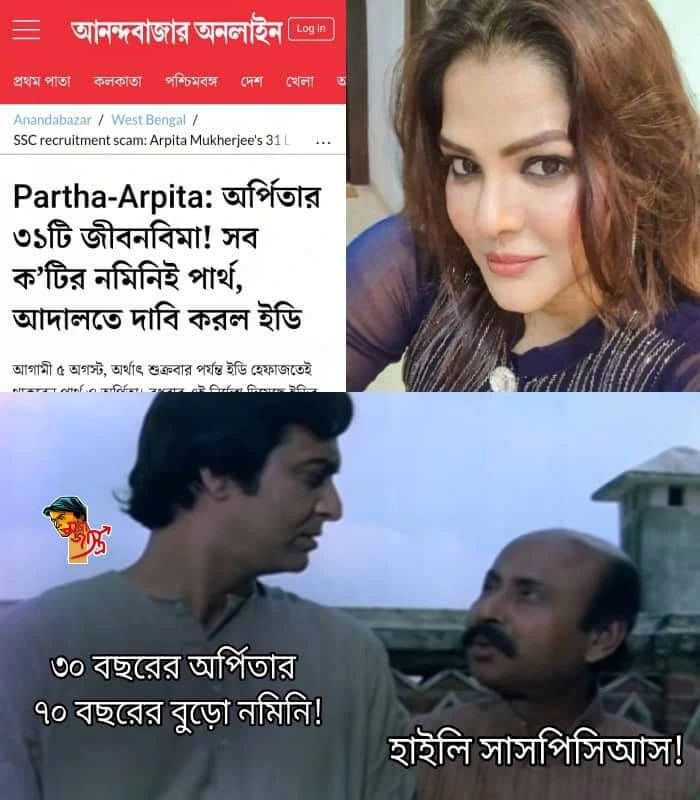 আনন্দবাজার অনলাইন
Log in
প্রথম পাতা কলকাতা পশ্চিমবঙ্গ দেশ খেলা
Anandabazar / West Bengal /
SSC recruitment scam: Arpita Mukherjee's 31 L ...
Partha-Arpita: অর্পিতার
৩১টি জীবনবিমা! সব
ক'টির নমিনিই পার্থ,
আদালতে দাবি করল ইডি
আগামী ৫ অগস্ট, অর্থাৎ শুক্রবার পর্যন্ত ইডি হেফাজতেই
৩০ বছরের অর্পিতার
৭০ বছরের বুড়ো নমিনি!
হাইলি সাসপিসিআস!